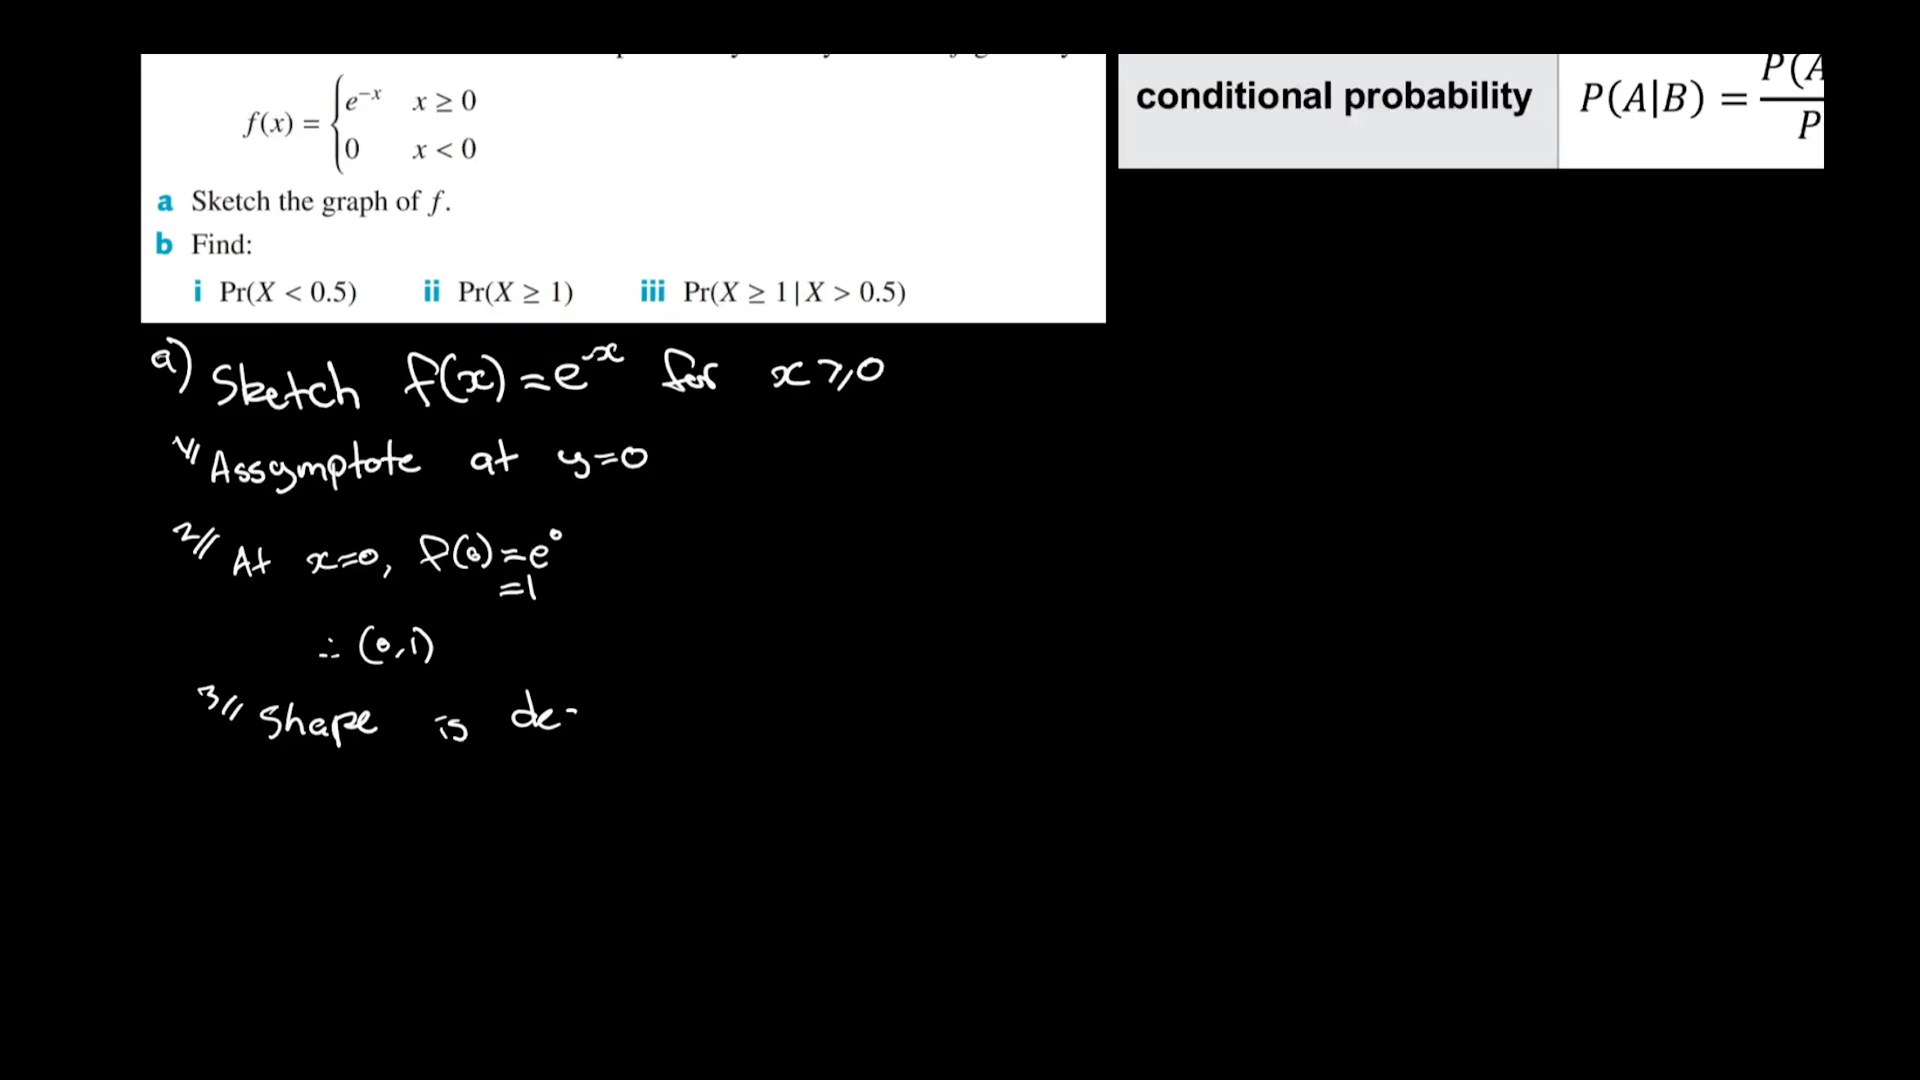 f(x) = { e^{-x} x ≥ 0
0 x < 0
a Sketch the graph of f.
b Find:
i Pr(X < 0.5) ii Pr(X ≥ 1) iii Pr(X ≥ 1 | X > 0.5)
conditional probability P(A|B) = P(A / P
a) Sketch f(x) = e^{-x} for x ≥ 0
1// Assymptote at y=0
2// At x=0, f(0) = e^0
=1
∴ (0,1)
3// Shape is de-